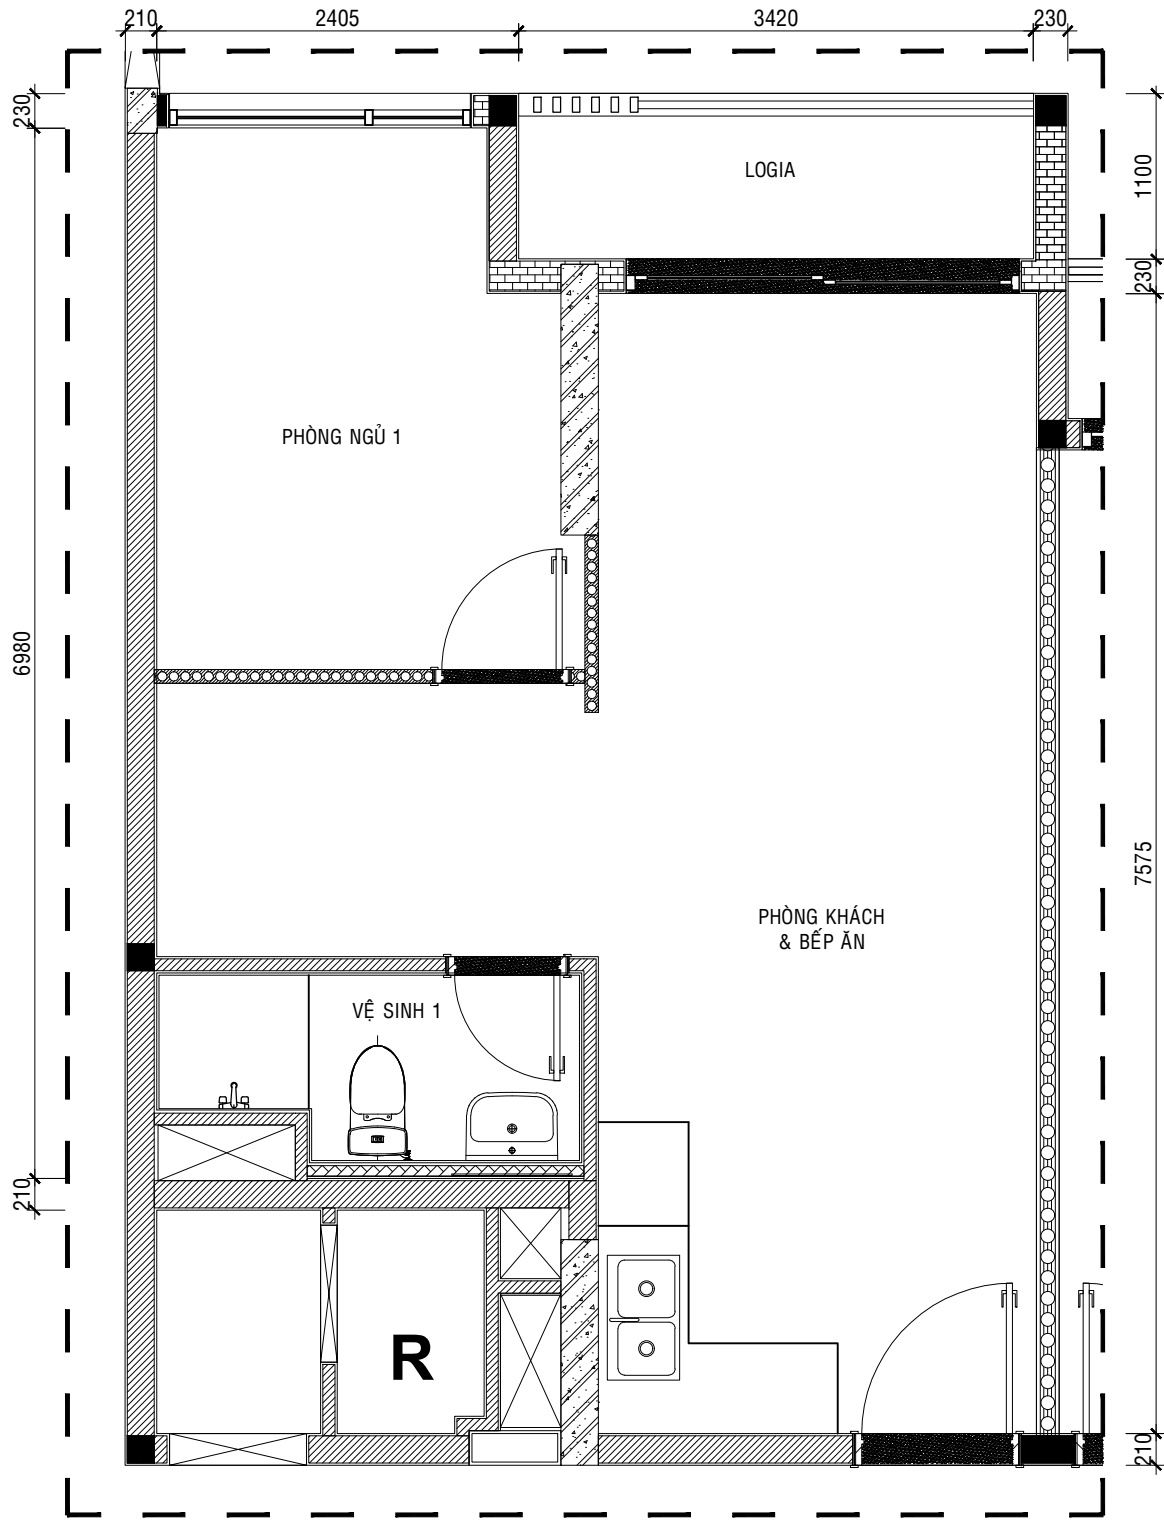 210
2405
3420
230
230
1100
LOGIA
230
PHÒNG NGỦ 1
6980
7575
PHÒNG KHÁCH
& BẾP ĂN
VỆ SINH 1
210
R
210